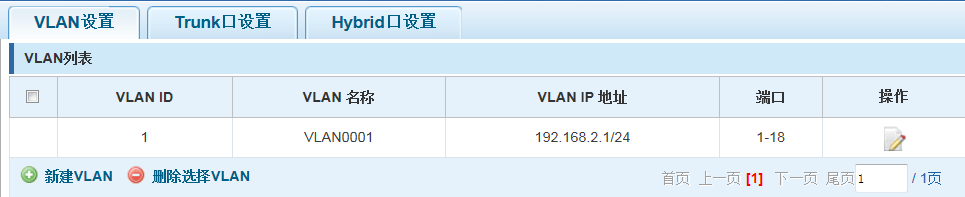 VLAN设置 Trunk口设置 Hybrid口设置
VLAN列表
VLAN ID VLAN 名称 VLAN IP 地址 端口 操作
1 VLAN0001 192.168.2.1/24 1-18
新建VLAN 删除选择VLAN 首页 上一页 [1] 下一页 尾页 1 / 1页